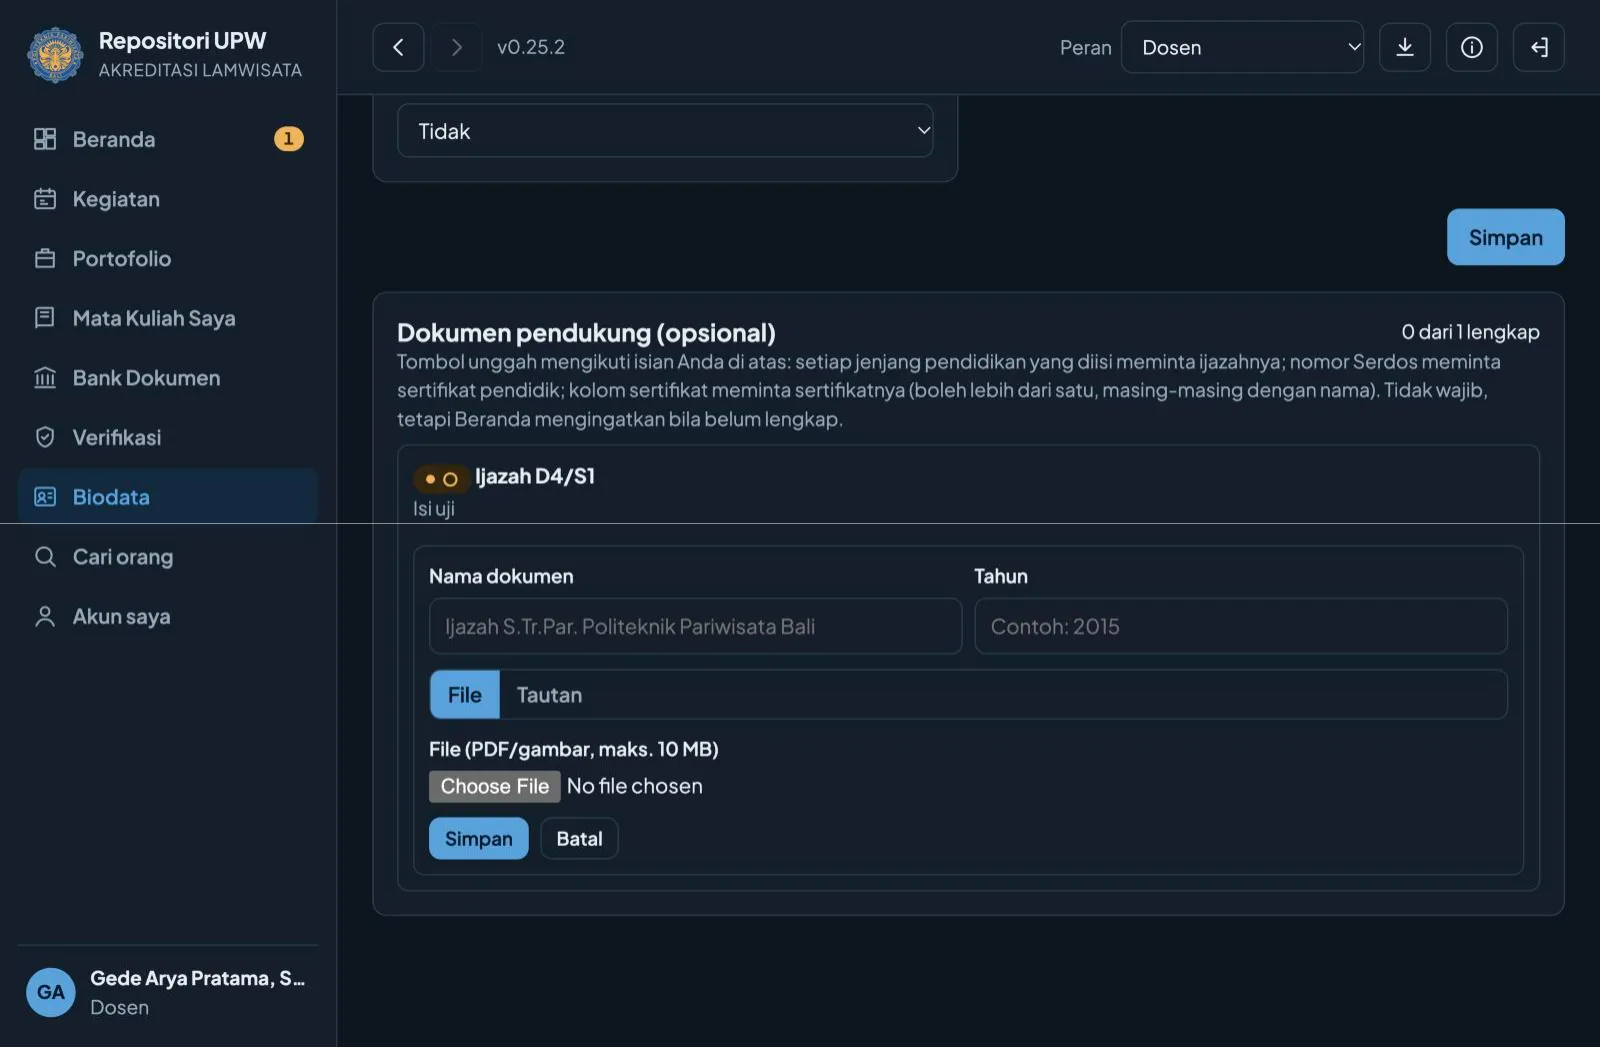 Repositori UPW
AKREDITASI LAMWISATA
v0.25.2
Peran
Dosen
Beranda
1
Kegiatan
Portofolio
Mata Kuliah Saya
Bank Dokumen
Verifikasi
Biodata
Cari orang
Akun saya
GA
Gede Arya Pratama, S...
Dosen
Tidak
Simpan
Dokumen pendukung (opsional)
0 dari 1 lengkap
Tombol unggah mengikuti isian Anda di atas: setiap jenjang pendidikan yang diisi meminta ijazahnya; nomor Serdos meminta
sertifikat pendidik; kolom sertifikat meminta sertifikatnya (boleh lebih dari satu, masing-masing dengan nama). Tidak wajib,
tetapi Beranda mengingatkan bila belum lengkap.
Ijazah D4/S1
Isi uji
Nama dokumen
Tahun
Ijazah S.Tr.Par. Politeknik Pariwisata Bali
Contoh: 2015
File
Tautan
File (PDF/gambar, maks. 10 MB)
Choose File No file chosen
Simpan
Batal